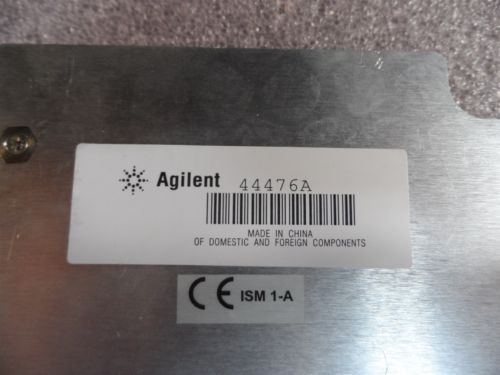 Agilent 44476A
MADE IN CHINA
OF DOMESTIC AND FOREIGN COMPONENTS
CE ISM 1-A